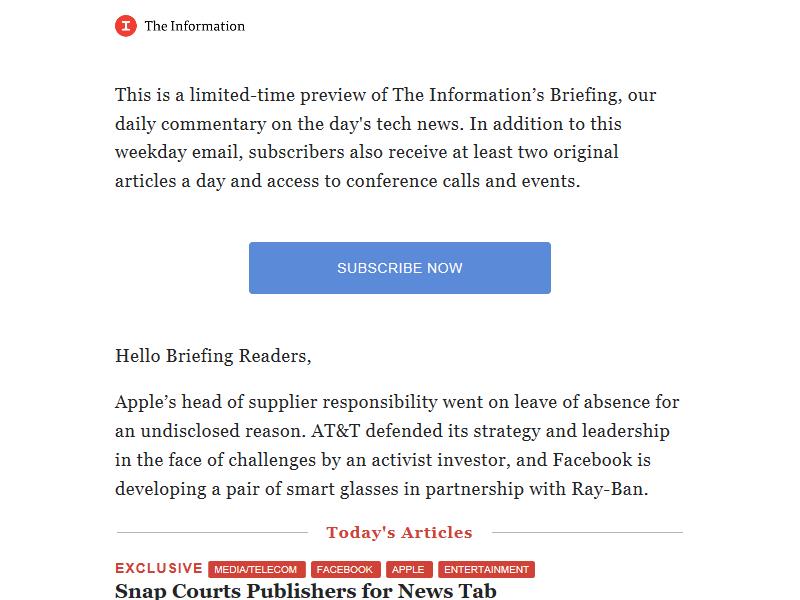 The Information
This is a limited-time preview of The Information’s Briefing, our
daily commentary on the day's tech news. In addition to this
weekday email, subscribers also receive at least two original
articles a day and access to conference calls and events.
SUBSCRIBE NOW
Hello Briefing Readers,
Apple’s head of supplier responsibility went on leave of absence for
an undisclosed reason. AT&T defended its strategy and leadership
in the face of challenges by an activist investor, and Facebook is
developing a pair of smart glasses in partnership with Ray-Ban.
Today's Articles
EXCLUSIVE MEDIA/TELECOM FACEBOOK APPLE ENTERTAINMENT
Snap Courts Publishers for News Tab